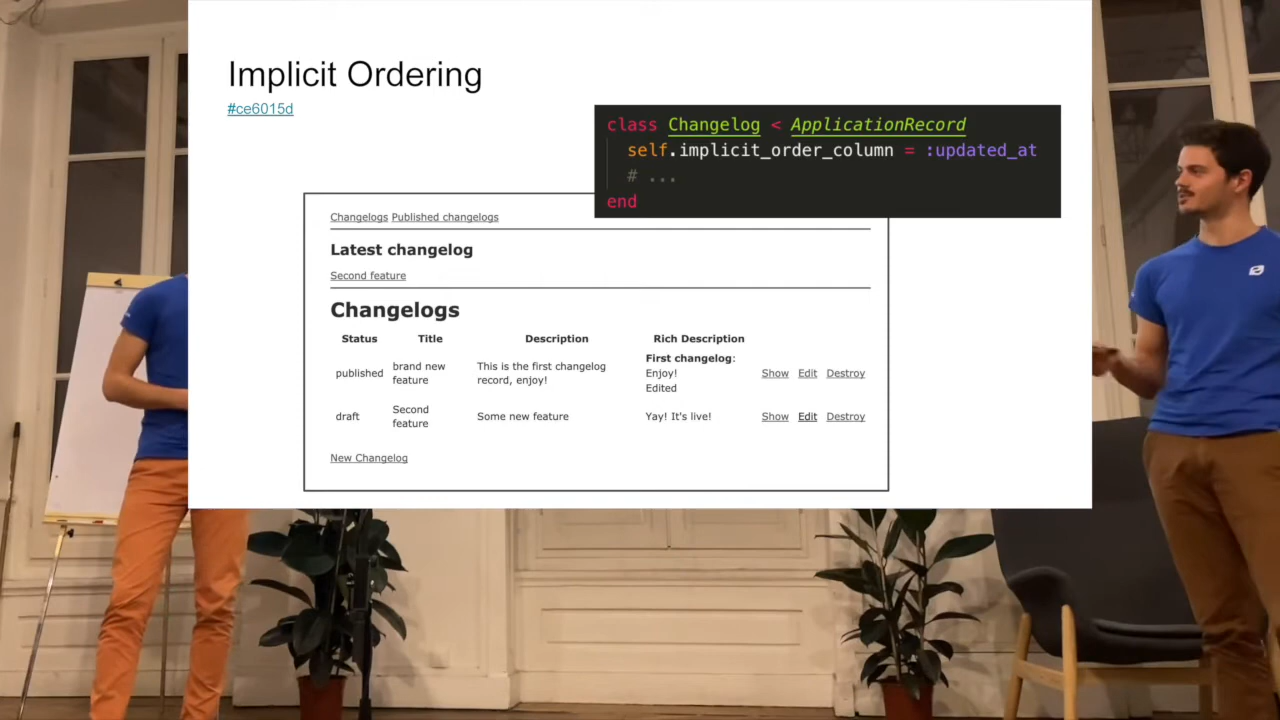 Implicit Ordering
#ce6015d
class Changelog < ApplicationRecord
self.implicit_order_column = :updated_at
# ...
end
Changelogs Published changelogs
Latest changelog
Second feature
Changelogs
Status Title Description Rich Description
published brand new feature This is the first changelog record, enjoy! First changelog: Enjoy! Edited Show Edit Destroy
draft Second feature Some new feature Yay! It's live! Show Edit Destroy
New Changelog